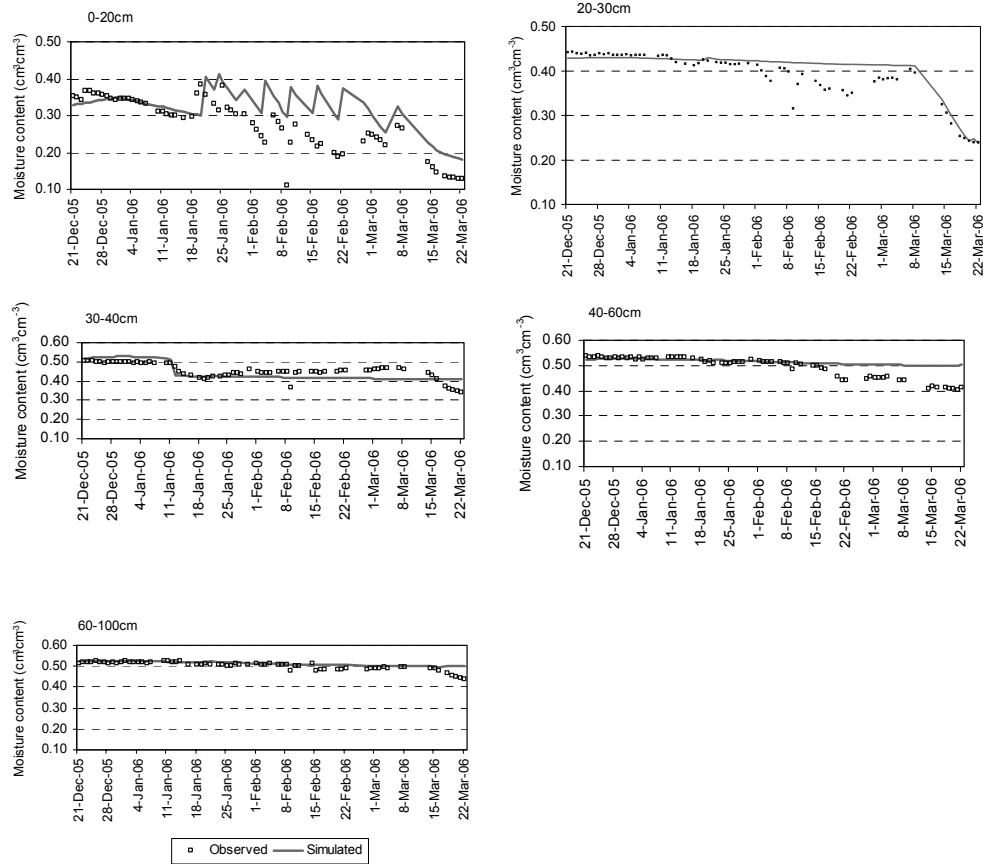 0-20cm
Moisture content (cm³cm⁻³)
0.50
0.40
0.30
0.20
0.10
21-Dec-05
28-Dec-05
4-Jan-06
11-Jan-06
18-Jan-06
25-Jan-06
1-Feb-06
8-Feb-06
15-Feb-06
22-Feb-06
1-Mar-06
8-Mar-06
15-Mar-06
22-Mar-06
20-30cm
Moisture content (cm³cm⁻³)
0.50
0.40
0.30
0.20
0.10
21-Dec-05
28-Dec-05
4-Jan-06
11-Jan-06
18-Jan-06
25-Jan-06
1-Feb-06
8-Feb-06
15-Feb-06
22-Feb-06
1-Mar-06
8-Mar-06
15-Mar-06
22-Mar-06
30-40cm
Moisture content (cm³cm⁻³)
0.60
0.50
0.40
0.30
0.20
0.10
21-Dec-05
28-Dec-05
4-Jan-06
11-Jan-06
18-Jan-06
25-Jan-06
1-Feb-06
8-Feb-06
15-Feb-06
22-Feb-06
1-Mar-06
8-Mar-06
15-Mar-06
22-Mar-06
40-60cm
Moisture content (cm³cm⁻³)
0.60
0.50
0.40
0.30
0.20
0.10
21-Dec-05
28-Dec-05
4-Jan-06
11-Jan-06
18-Jan-06
25-Jan-06
1-Feb-06
8-Feb-06
15-Feb-06
22-Feb-06
1-Mar-06
8-Mar-06
15-Mar-06
22-Mar-06
60-100cm
Moisture content (cm³cm³)
0.60
0.50
0.40
0.30
0.20
0.10
21-Dec-05
28-Dec-05
4-Jan-06
11-Jan-06
18-Jan-06
25-Jan-06
1-Feb-06
8-Feb-06
15-Feb-06
22-Feb-06
1-Mar-06
8-Mar-06
15-Mar-06
22-Mar-06
Observed Simulated